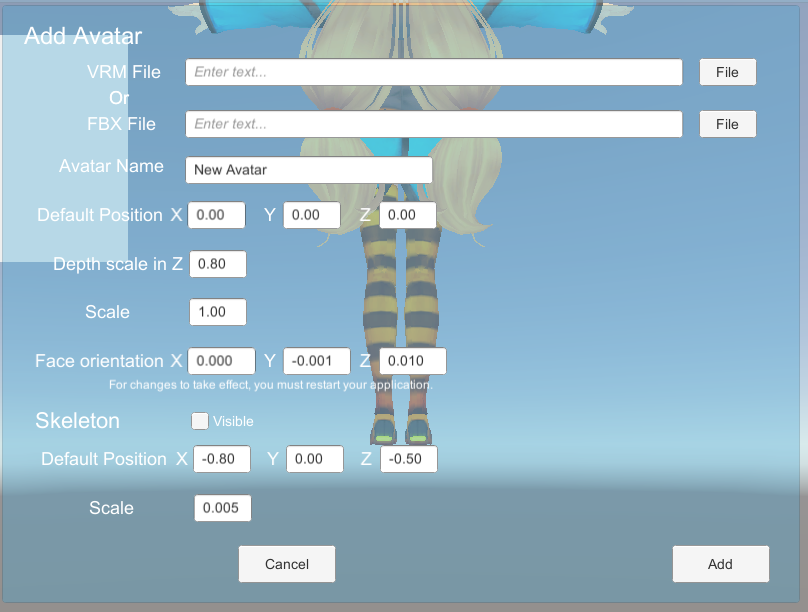 Add Avatar
VRM File Enter text... File
Or
FBX File Enter text... File
Avatar Name New Avatar
Default Position X 0.00 Y 0.00 Z 0.00
Depth scale in Z 0.80
Scale 1.00
Face orientation X 0.000 Y -0.001 Z 0.010
For changes to take effect, you must restart your application.
Skeleton Visible
Default Position X -0.80 Y 0.00 Z -0.50
Scale 0.005
Cancel Add